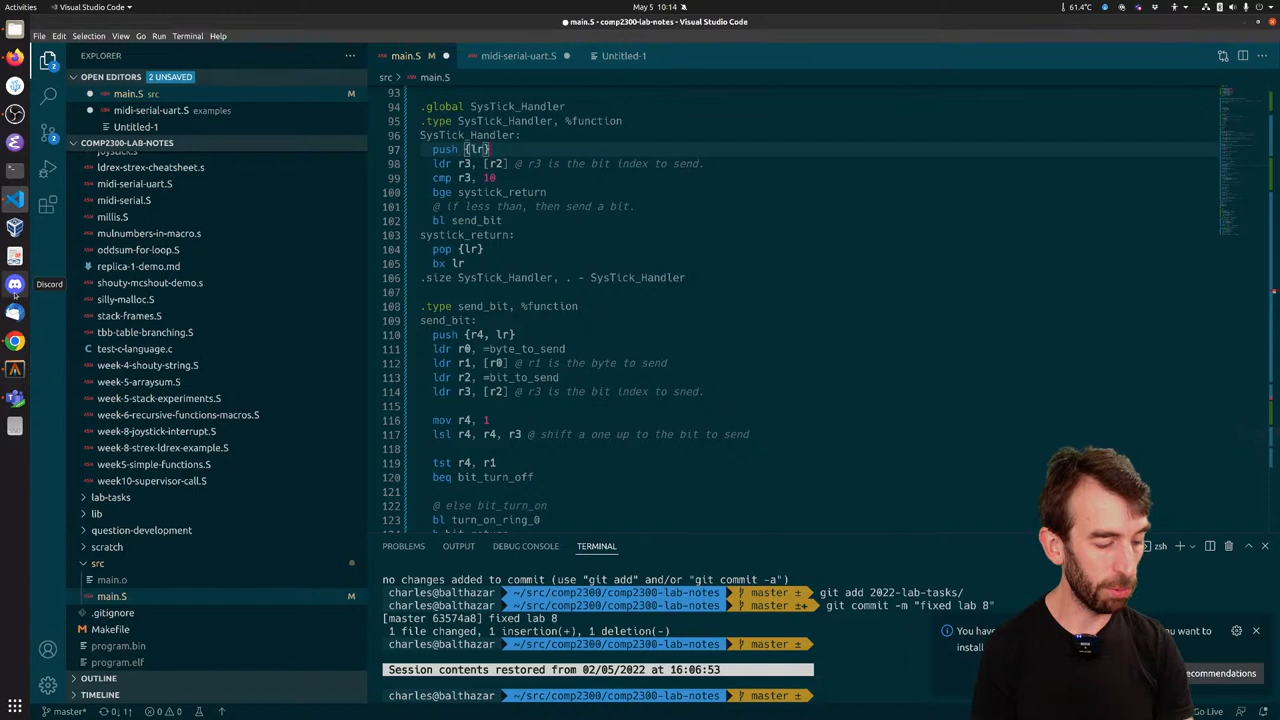 Activities
Visual Studio Code
May 5 10:14
61.4°C
main.S - comp2300-lab-notes - Visual Studio Code
File Edit Selection View Go Run Terminal Help
EXPLORER
main.S M
midi-serial-uart.S
Untitled-1
OPEN EDITORS 2 UNSAVED
main.S src M
midi-serial-uart.S examples
Untitled-1
COMP2300-LAB-NOTES
joystick.S
ldrex-strex-cheatsheet.s
midi-serial-uart.S
midi-serial.S
millis.S
mulnumbers-in-macro.s
oddsum-for-loop.S
replica-1-demo.md
Discord
shouty-mcshout-demo.s
silly-malloc.S
stack-frames.S
tbb-table-branching.S
test-c-language.c
week-4-shouty-string.S
week-5-arraysum.S
week-5-stack-experiments.S
week-6-recursive-functions-macros.S
week-8-joystick-interrupt.S
week-8-strex-ldrex-example.S
week5-simple-functions.S
week10-supervisor-call.S
lab-tasks
lib
question-development
scratch
src
main.o
main.S M
.gitignore
Makefile
program.bin
program.elf
OUTLINE
TIMELINE
src > main.S
93
94 .global SysTick_Handler
95 .type SysTick_Handler, %function
96 SysTick_Handler:
97 push {lr}
98 ldr r3, [r2] @ r3 is the bit index to send.
99 cmp r3, 10
100 bge systick_return
101 @ if less than, then send a bit.
102 bl send_bit
103 systick_return:
104 pop {lr}
105 bx lr
106 .size SysTick_Handler, . - SysTick_Handler
107
108 .type send_bit, %function
109 send_bit:
110 push {r4, lr}
111 ldr r0, =byte_to_send
112 ldr r1, [r0] @ r1 is the byte to send
113 ldr r2, =bit_to_send
114 ldr r3, [r2] @ r3 is the bit index to sned.
115
116 mov r4, 1
117 lsl r4, r4, r3 @ shift a one up to the bit to send
118
119 tst r4, r1
120 beq bit_turn_off
121
122 @ else bit_turn_on
123 bl turn_on_ring_0
PROBLEMS OUTPUT DEBUG CONSOLE TERMINAL
zsh
no changes added to commit (use "git add" and/or "git commit -a")
charles@balthazar ~/src/comp2300/comp2300-lab-notes master ± git add 2022-lab-tasks/
charles@balthazar ~/src/comp2300/comp2300-lab-notes master ±+ git commit -m "fixed lab 8"
[master 63574a8] fixed lab 8
1 file changed, 1 insertion(+), 1 deletion(-)
charles@balthazar ~/src/comp2300/comp2300-lab-notes master ±
Session contents restored from 02/05/2022 at 16:06:53
charles@balthazar ~/src/comp2300/comp2300-lab-notes master ±
You have
want to
install
ecommendations
master* 0↓ 1↑ 0 0
Go Live